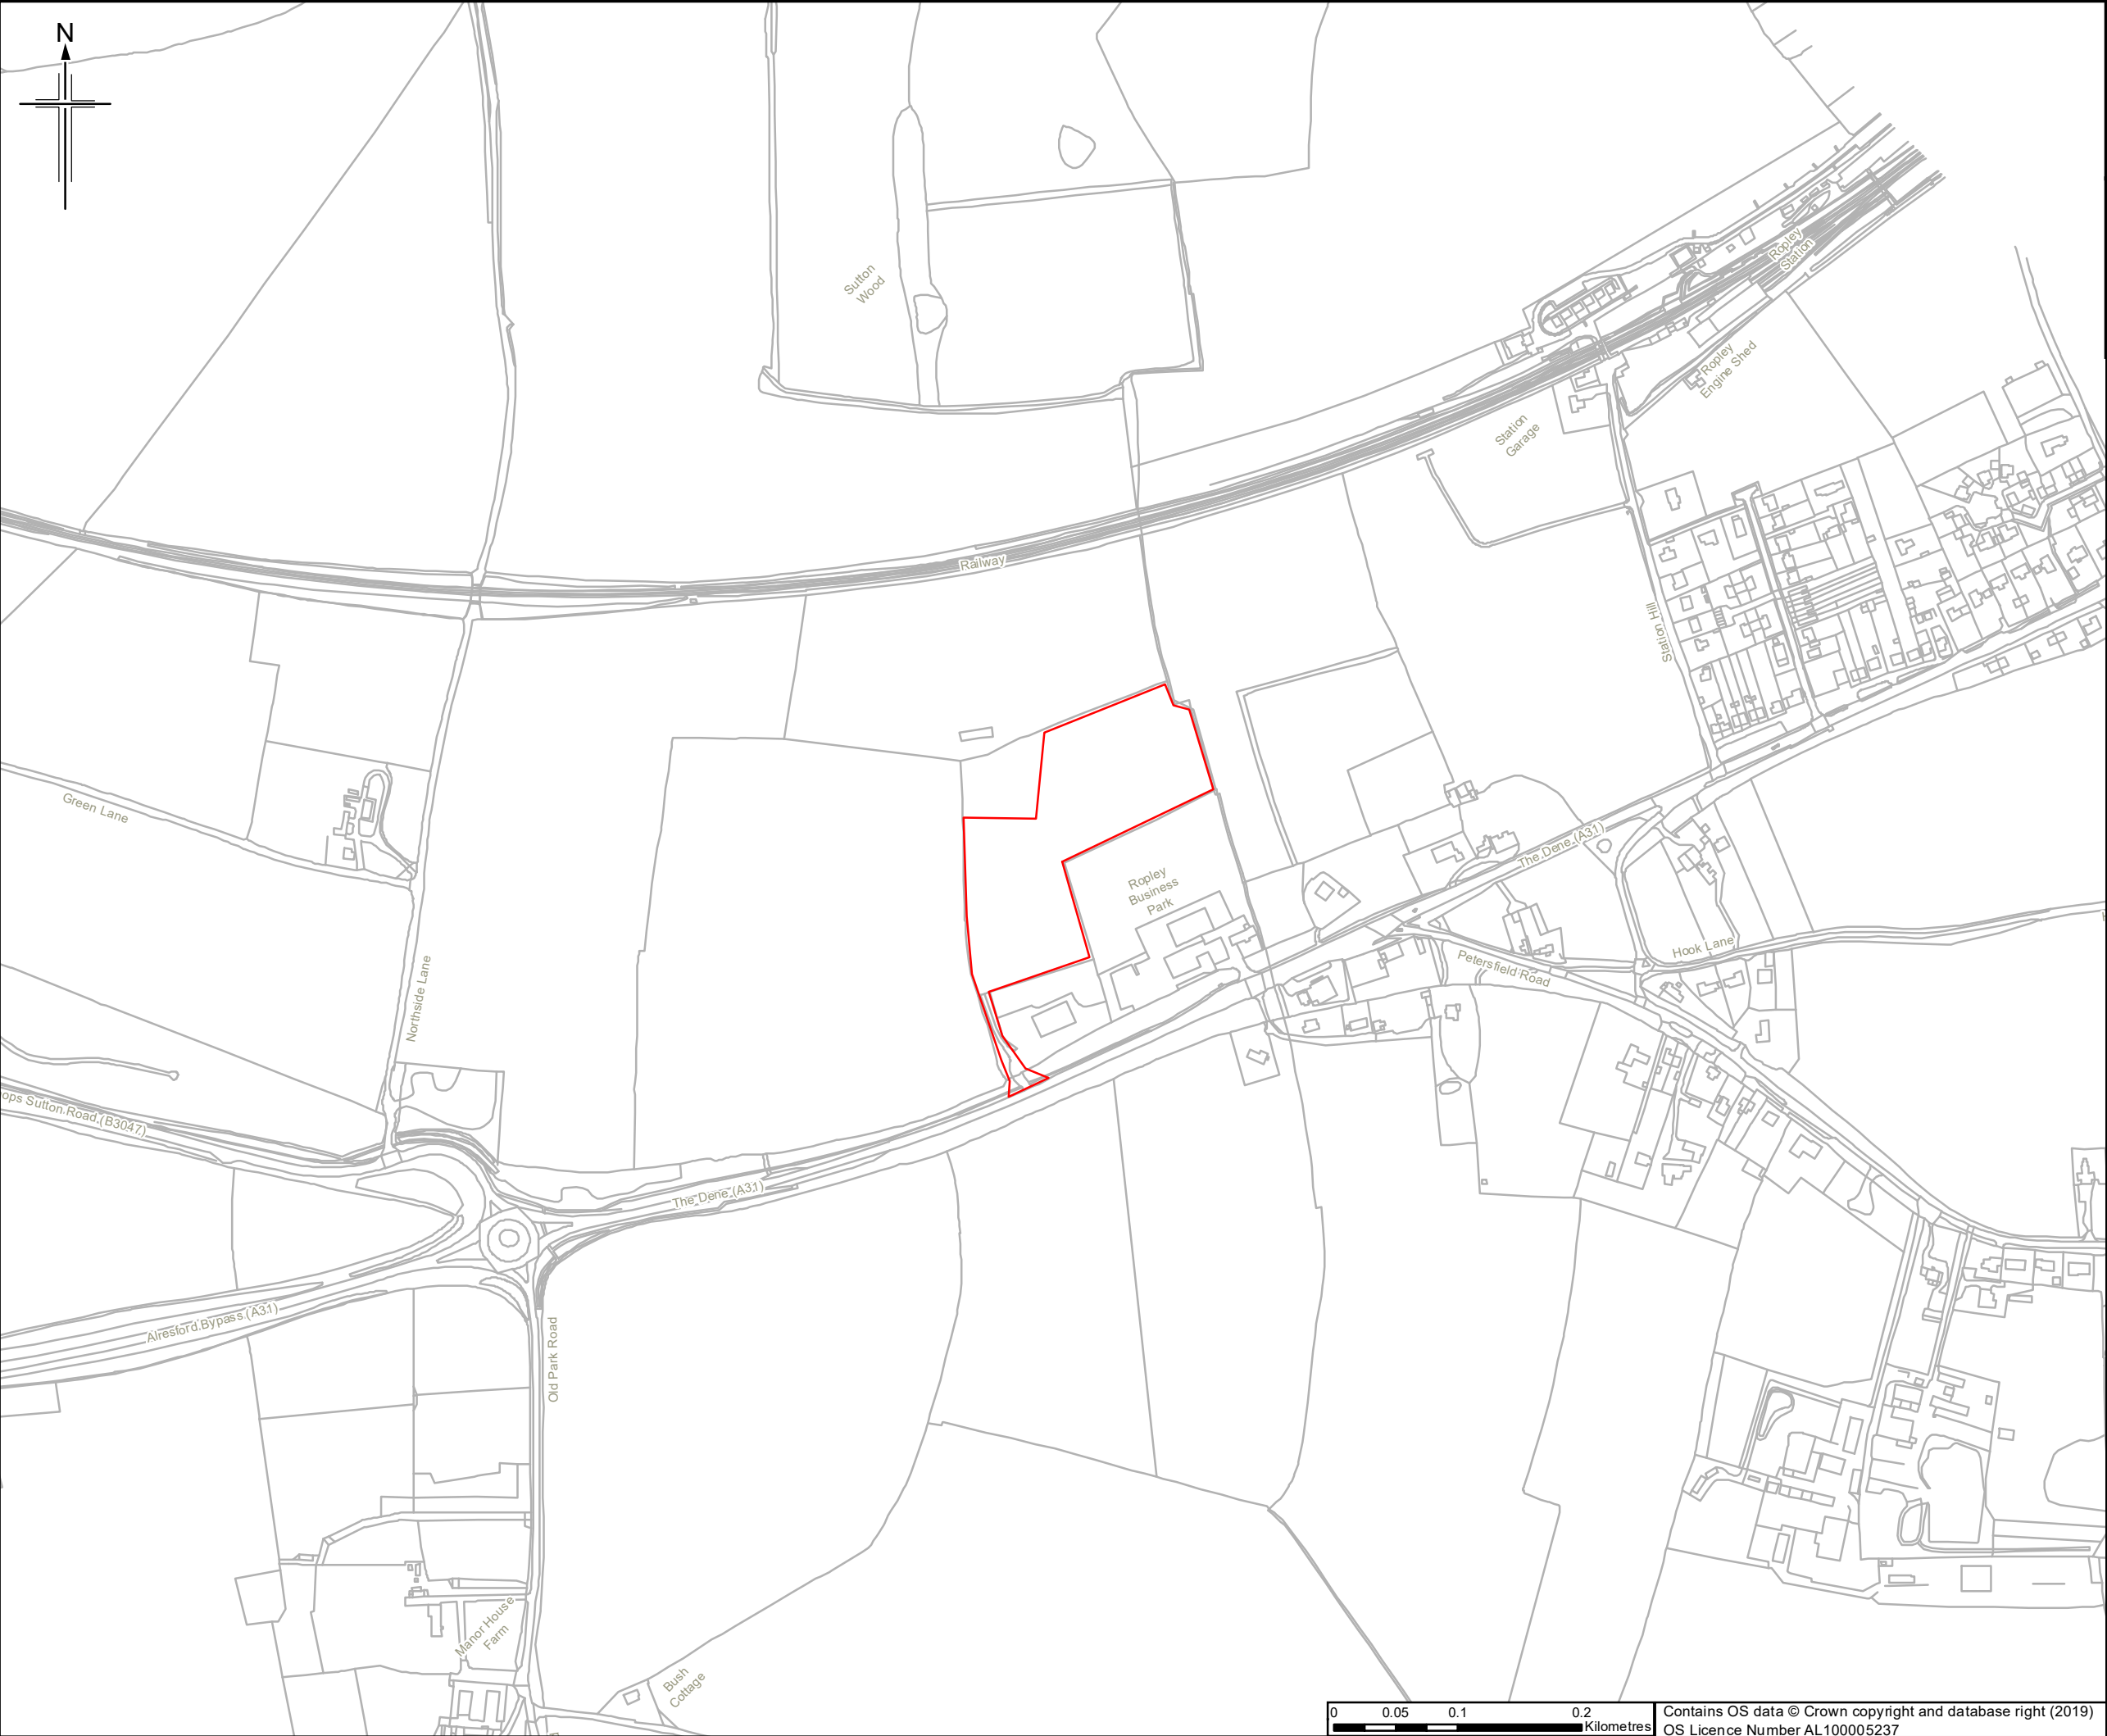 N
Sutton
Wood
Ropley
Station
Ropley
Engine Shed
Station
Garage
Railway
Station Hill
Green Lane
The Dene (A31)
Ropley
Business
Park
Hook Lane
Petersfield Road
Northside Lane
ops Sutton Road (B3047)
The Dene (A31)
Alresford Bypass (A31)
Old Park Road
Manor House
Farm
Bush
Cottage
0 0.05 0.1 0.2
Kilometres
Contains OS data © Crown copyright and database right (2019)
OS Licence Number AL100005237